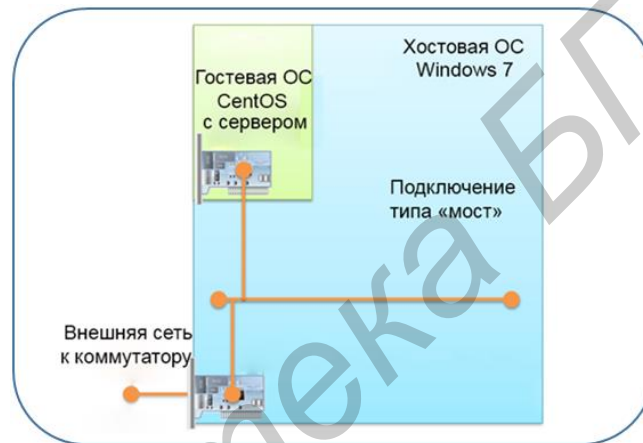 Гостевая ОС
CentOS
с сервером
Хостовая ОС
Windows 7
Подключение
типа «мост»
Внешняя сеть
к коммутатору